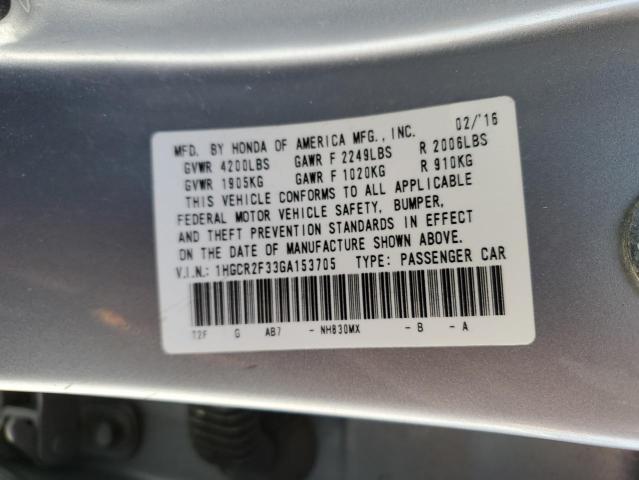 MFD. BY HONDA OF AMERICA MFG., INC. 02/'16
GVWR 4200LBS GAWR F 2249LBS R 2006LBS
GVWR 1905KG GAWR F 1020KG R 910KG
THIS VEHICLE CONFORMS TO ALL APPLICABLE
FEDERAL MOTOR VEHICLE SAFETY, BUMPER,
AND THEFT PREVENTION STANDARDS IN EFFECT
ON THE DATE OF MANUFACTURE SHOWN ABOVE.
V.I.N.: 1HGCR2F33GA153705 TYPE: PASSENGER CAR
T2F G AB7 - NH830MX - B - A